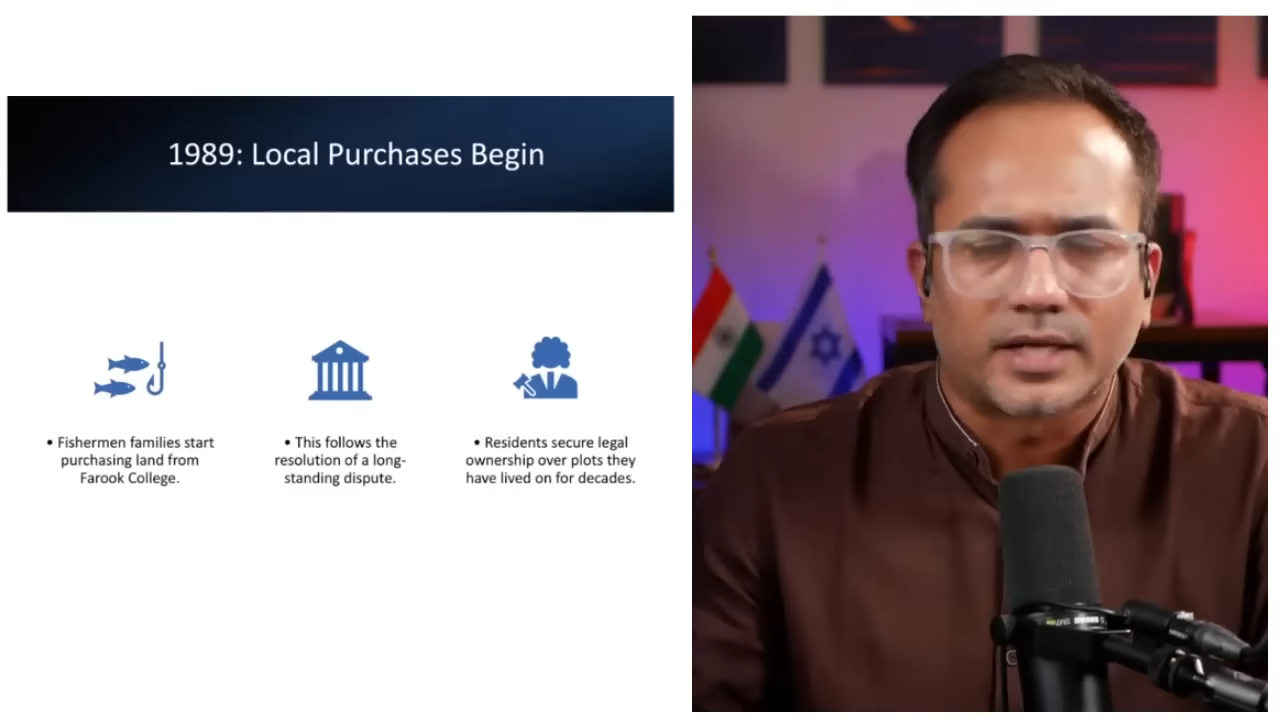 1989: Local Purchases Begin
• Fishermen families start
purchasing land from
Farook College.
• This follows the
resolution of a long-
standing dispute.
• Residents secure legal
ownership over plots they
have lived on for decades.